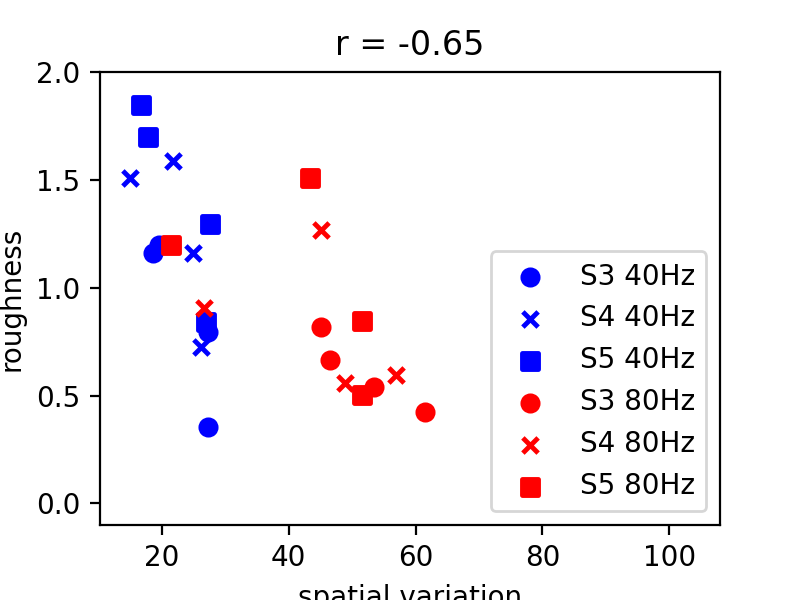 r = -0.65
2.0
1.5
1.0
0.5
0.0
roughness
S3 40Hz
S4 40Hz
S5 40Hz
S3 80Hz
S4 80Hz
S5 80Hz
20 40 60 80 100
spatial variation